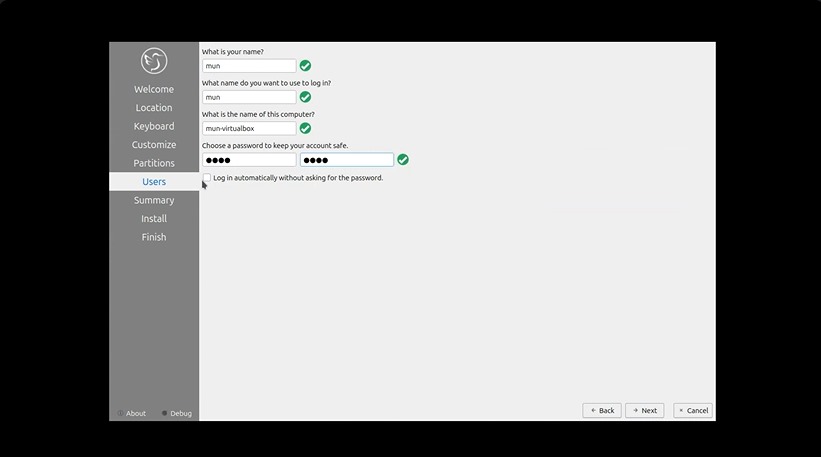 Welcome
Location
Keyboard
Customize
Partitions
Users
Summary
Install
Finish
About
Debug
What is your name?
mun
What name do you want to use to log in?
mun
What is the name of this computer?
mun-virtualbox
Choose a password to keep your account safe.
●●●● ●●●●
Log in automatically without asking for the password.
Back
Next
Cancel